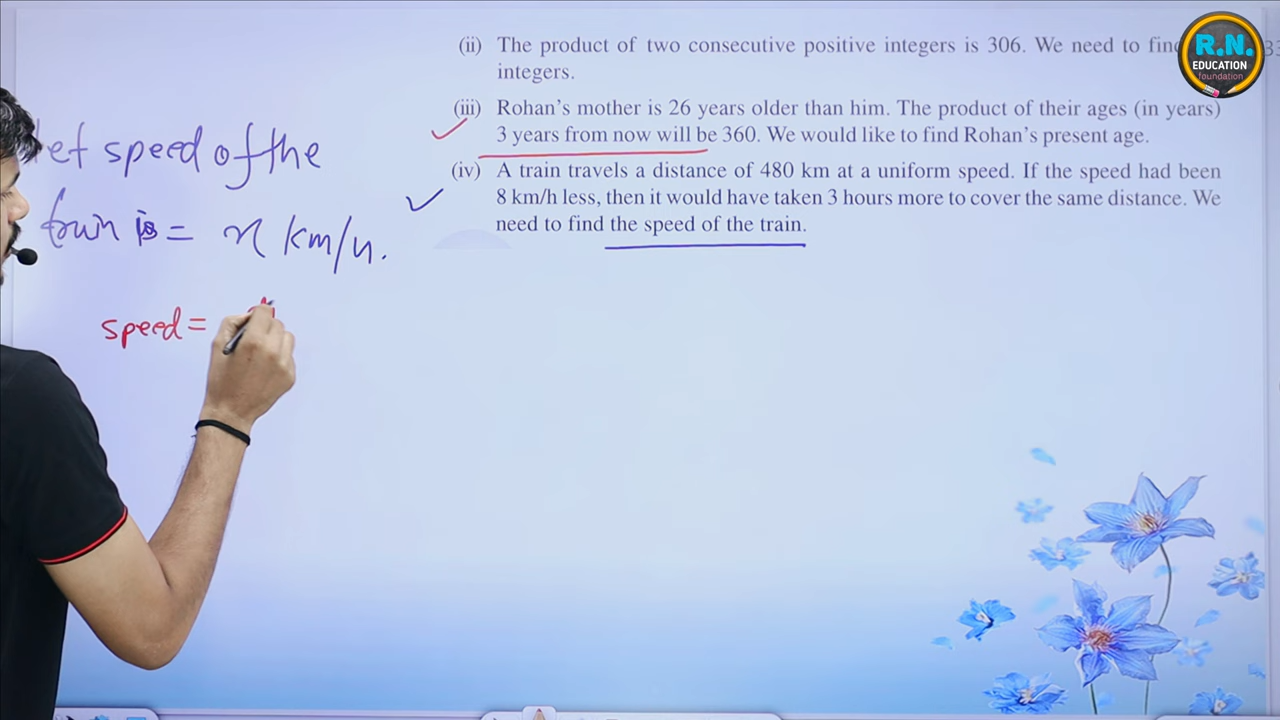 (ii) The product of two consecutive positive integers is 306. We need to find
integers.
(iii) Rohan's mother is 26 years older than him. The product of their ages (in years)
3 years from now will be 360. We would like to find Rohan's present age.
(iv) A train travels a distance of 480 km at a uniform speed. If the speed had been
8 km/h less, then it would have taken 3 hours more to cover the same distance. We
need to find the speed of the train.
R.N.
EDUCATION
foundation
Let speed of the
train is = x km/h.
speed =